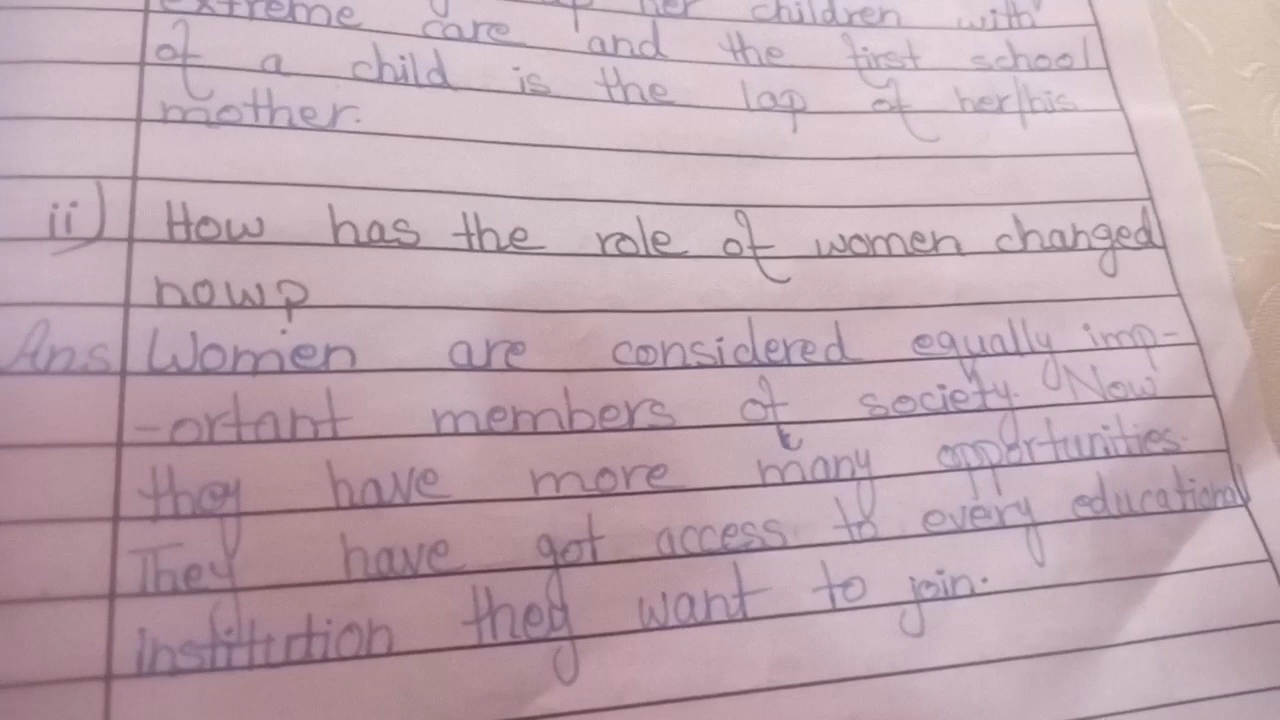 extreme care and the first school
of a child is the lap of her/his
mother.
ii) How has the role of women changed
now?
Ans Women are considered equally imp-
-ortant members of society. Now
they have more many opportunities.
They have got access to every educational
institution they want to join.